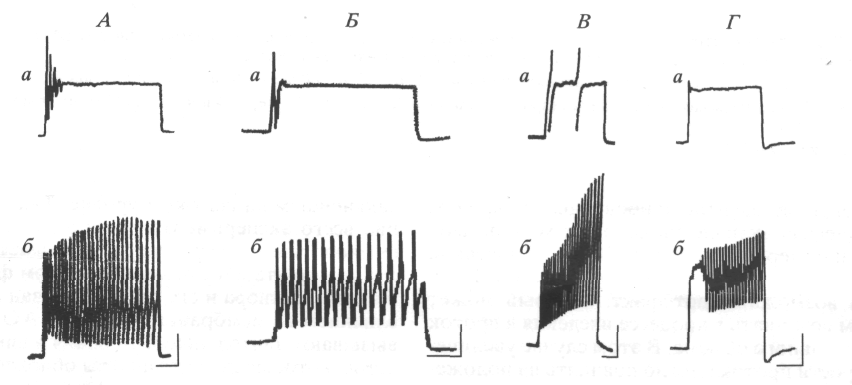 А Б В Г
а а а а
б б б б